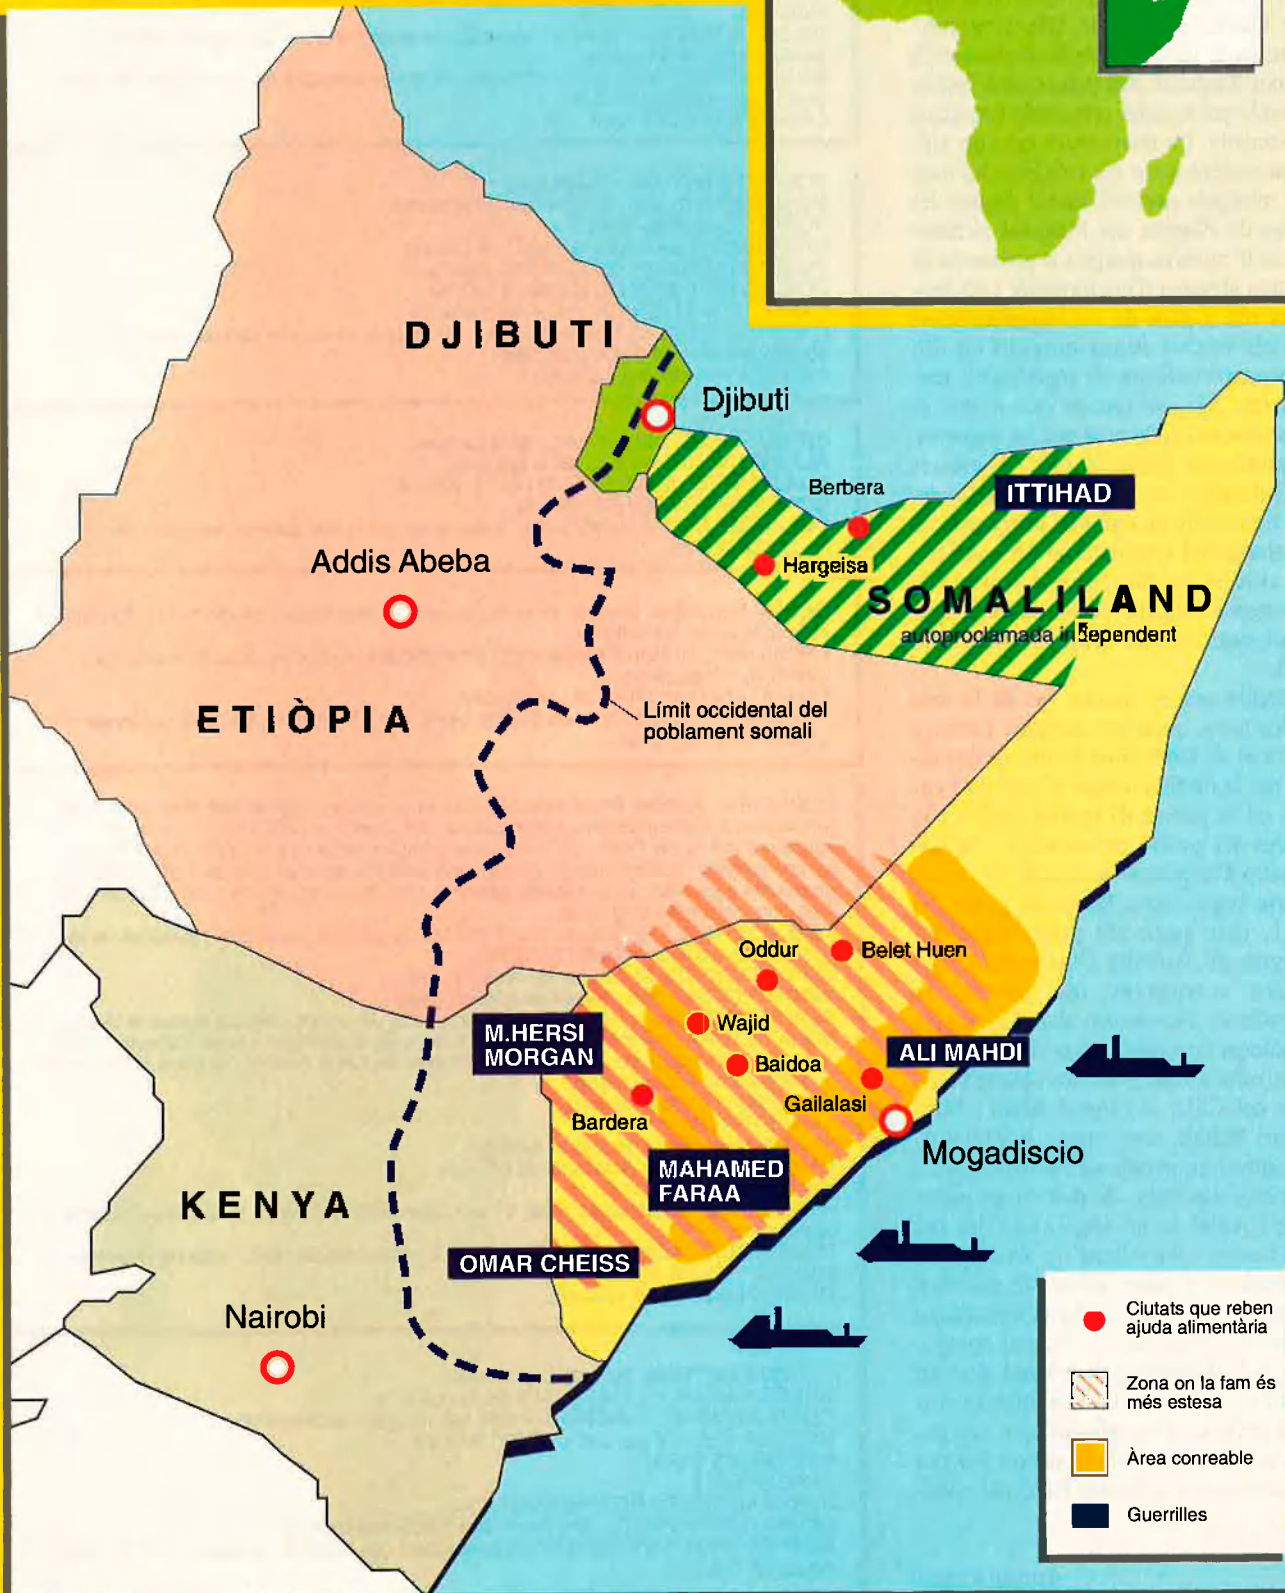 DJIBUTI
Djibuti
Berbera
ITTIHAD
Hargeisa
Addis Abeba
SOMALILAND
autoproclamada independent
ETIÒPIA
Límit occidental del
poblament somali
Oddur
Belet Huen
Wajid
M.HERSI
MORGAN
ALI MAHDI
Baidoa
Gailalasi
Bardera
Mogadiscio
MAHAMED
FARAA
KENYA
OMAR CHEISS
Nairobi
Ciutats que reben
ajuda alimentària
Zona on la fam és
més estesa
Àrea conreable
Guerrilles